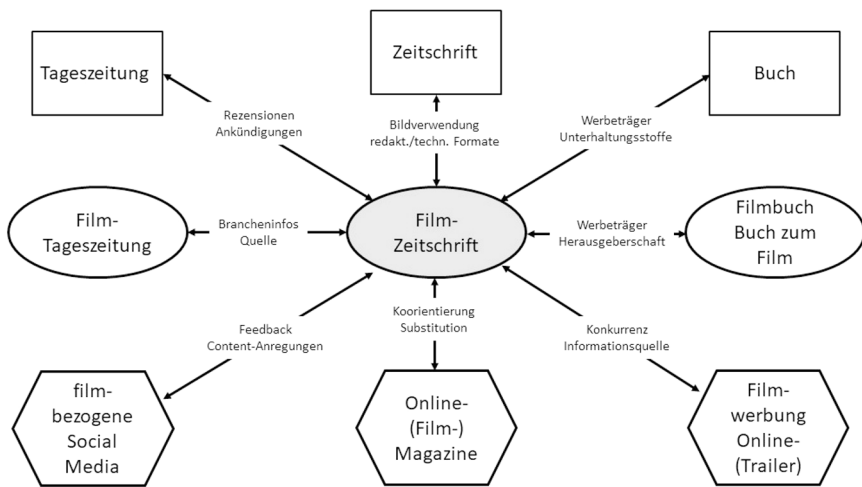 Tageszeitung
Zeitschrift
Buch
Rezensionen
Ankündigungen
Bildverwendung
redakt./techn. Formate
Werbeträger
Unterhaltungsstoffe
Film-
Tageszeitung
Brancheninfos
Quelle
Film-
Zeitschrift
Werbeträger
Herausgeberschaft
Filmbuch
Buch zum
Film
Feedback
Content-Anregungen
Koorientierung
Substitution
Konkurrenz
Informationsquelle
film-
bezogene
Social
Media
Online-
(Film-)
Magazine
Film-
werbung
Online-
(Trailer)